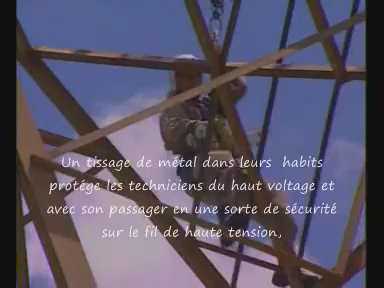 Un tissage de métal dans leurs habits
protége les techniciens du haut voltage et
avec son passager en une sorte de sécurité
sur le fil de haute tension,